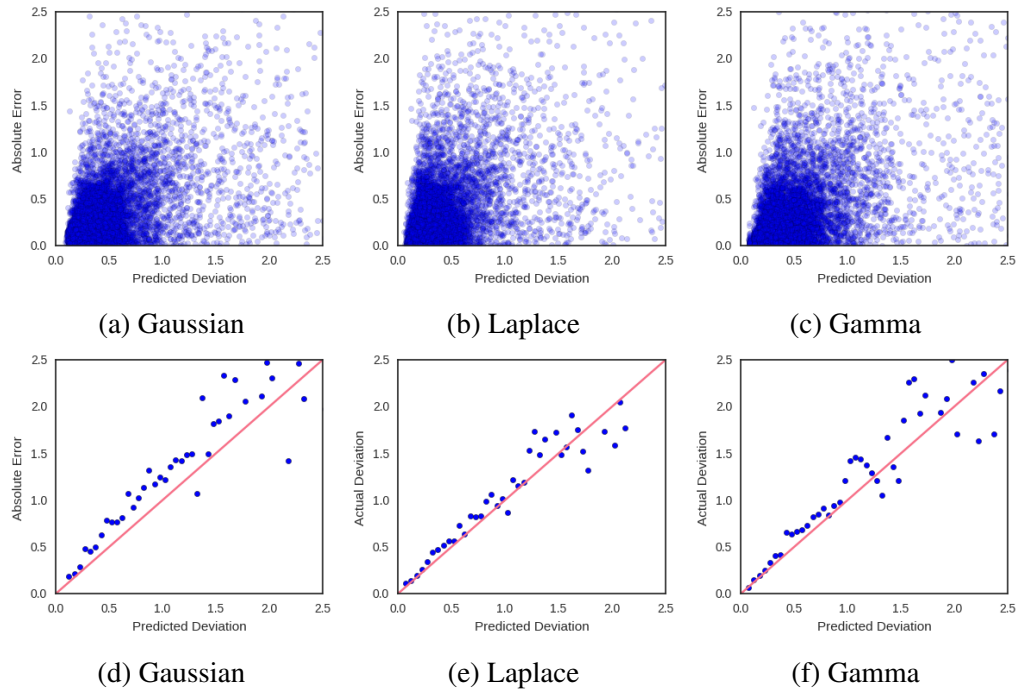 2.5 2.5 2.5
2.0 2.0 2.0
1.5 1.5 1.5
Absolute Error Absolute Error Absolute Error
1.0 1.0 1.0
0.5 0.5 0.5
0.0 0.0 0.0
0.0 0.5 1.0 1.5 2.0 2.5 0.0 0.5 1.0 1.5 2.0 2.5 0.0 0.5 1.0 1.5 2.0 2.5
Predicted Deviation Predicted Deviation Predicted Deviation
(a) Gaussian (b) Laplace (c) Gamma
2.5 2.5 2.5
2.0 2.0 2.0
1.5 1.5 1.5
Absolute Error Actual Deviation Actual Deviation
1.0 1.0 1.0
0.5 0.5 0.5
0.0 0.0 0.0
0.0 0.5 1.0 1.5 2.0 2.5 0.0 0.5 1.0 1.5 2.0 2.5 0.0 0.5 1.0 1.5 2.0 2.5
Predicted Deviation Predicted Deviation Predicted Deviation
(d) Gaussian (e) Laplace (f) Gamma